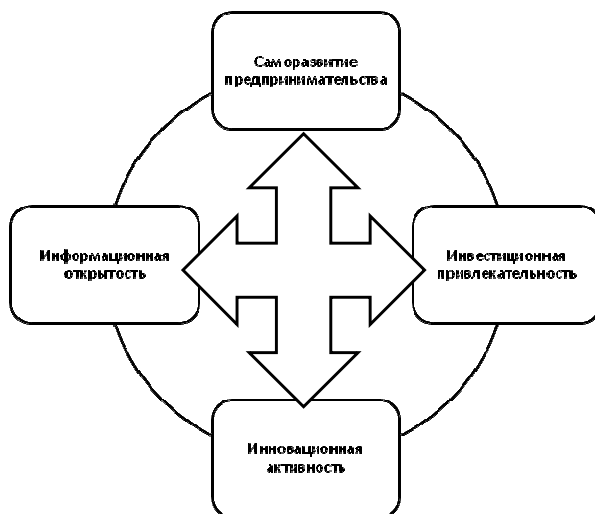 Саморазвитие
предпринимательства
Информационная
открытость
Инвестиционная
привлекательность
Инновационная
активность